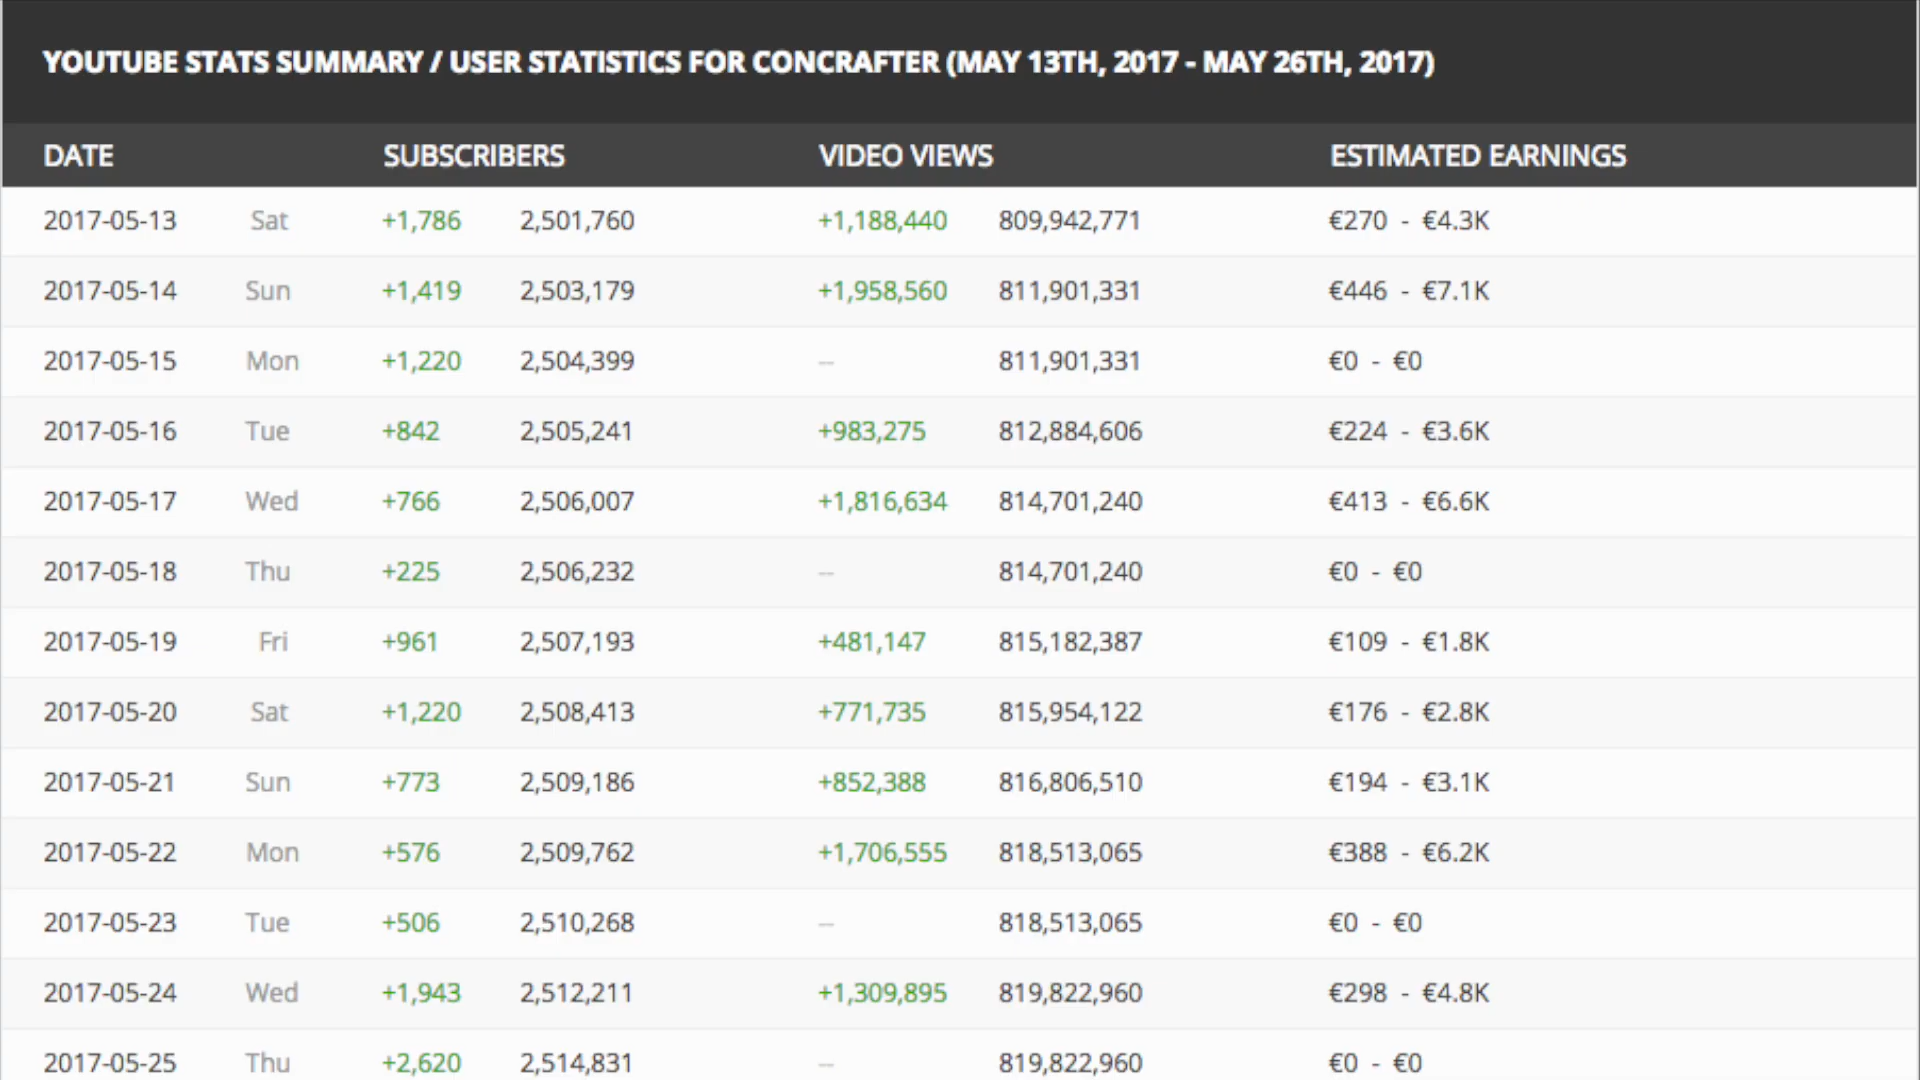 YOUTUBE STATS SUMMARY / USER STATISTICS FOR CONCRAFTER (MAY 13TH, 2017 - MAY 26TH, 2017)
DATE SUBSCRIBERS VIDEO VIEWS ESTIMATED EARNINGS
2017-05-13 Sat +1,786 2,501,760 +1,188,440 809,942,771 €270 - €4.3K
2017-05-14 Sun +1,419 2,503,179 +1,958,560 811,901,331 €446 - €7.1K
2017-05-15 Mon +1,220 2,504,399 -- 811,901,331 €0 - €0
2017-05-16 Tue +842 2,505,241 +983,275 812,884,606 €224 - €3.6K
2017-05-17 Wed +766 2,506,007 +1,816,634 814,701,240 €413 - €6.6K
2017-05-18 Thu +225 2,506,232 -- 814,701,240 €0 - €0
2017-05-19 Fri +961 2,507,193 +481,147 815,182,387 €109 - €1.8K
2017-05-20 Sat +1,220 2,508,413 +771,735 815,954,122 €176 - €2.8K
2017-05-21 Sun +773 2,509,186 +852,388 816,806,510 €194 - €3.1K
2017-05-22 Mon +576 2,509,762 +1,706,555 818,513,065 €388 - €6.2K
2017-05-23 Tue +506 2,510,268 -- 818,513,065 €0 - €0
2017-05-24 Wed +1,943 2,512,211 +1,309,895 819,822,960 €298 - €4.8K
2017-05-25 Thu +2,620 2,514,831 -- 819,822,960 €0 - €0